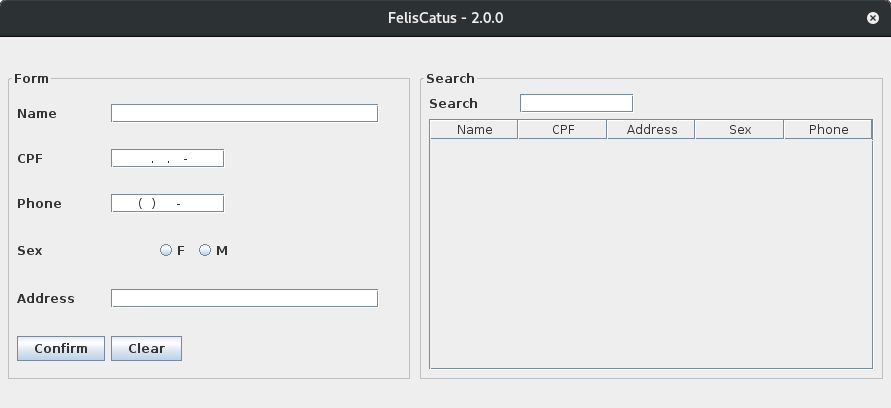 FelisCatus - 2.0.0
Form
Name
CPF
. . -
Phone
( ) -
Sex
F M
Address
Confirm Clear
Search
Search
Name CPF Address Sex Phone